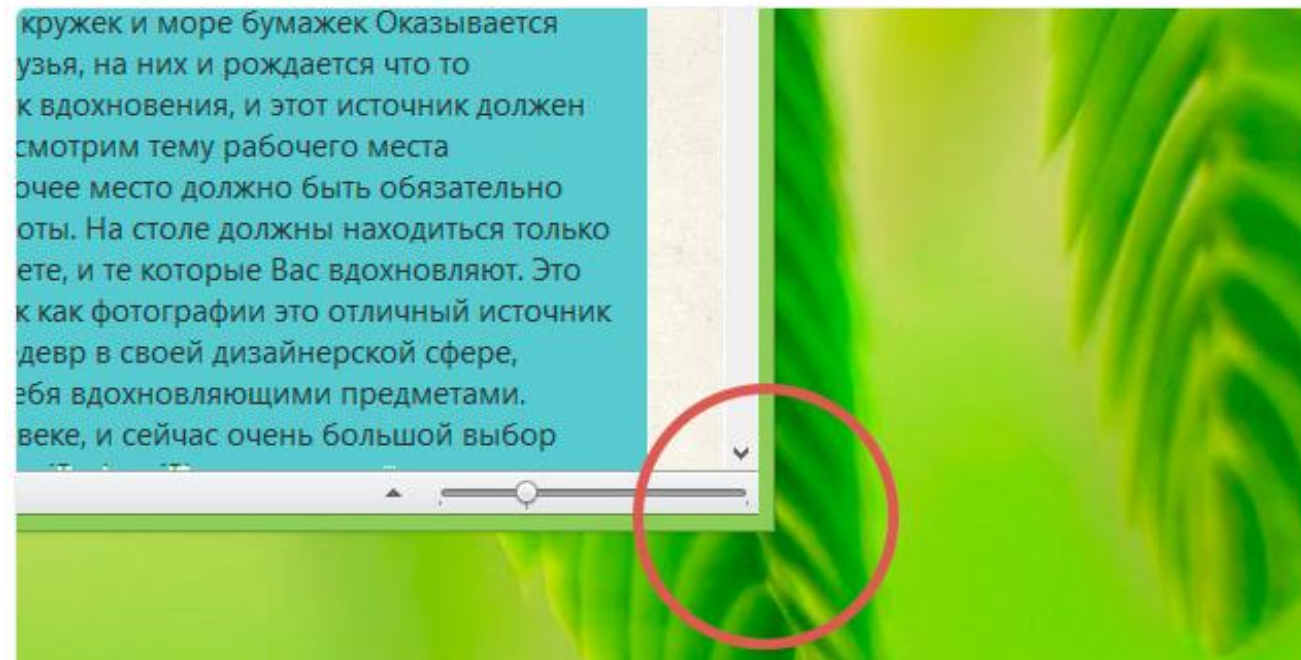 кружек и море бумажек Оказывается
узья, на них и рождается что то
к вдохновения, и этот источник должен
смотрим тему рабочего места
очее место должно быть обязательно
оты. На столе должны находиться только
ете, и те которые Вас вдохновляют. Это
к как фотографии это отличный источник
девр в своей дизайнерской сфере,
ебя вдохновляющими предметами.
веке, и сейчас очень большой выбор